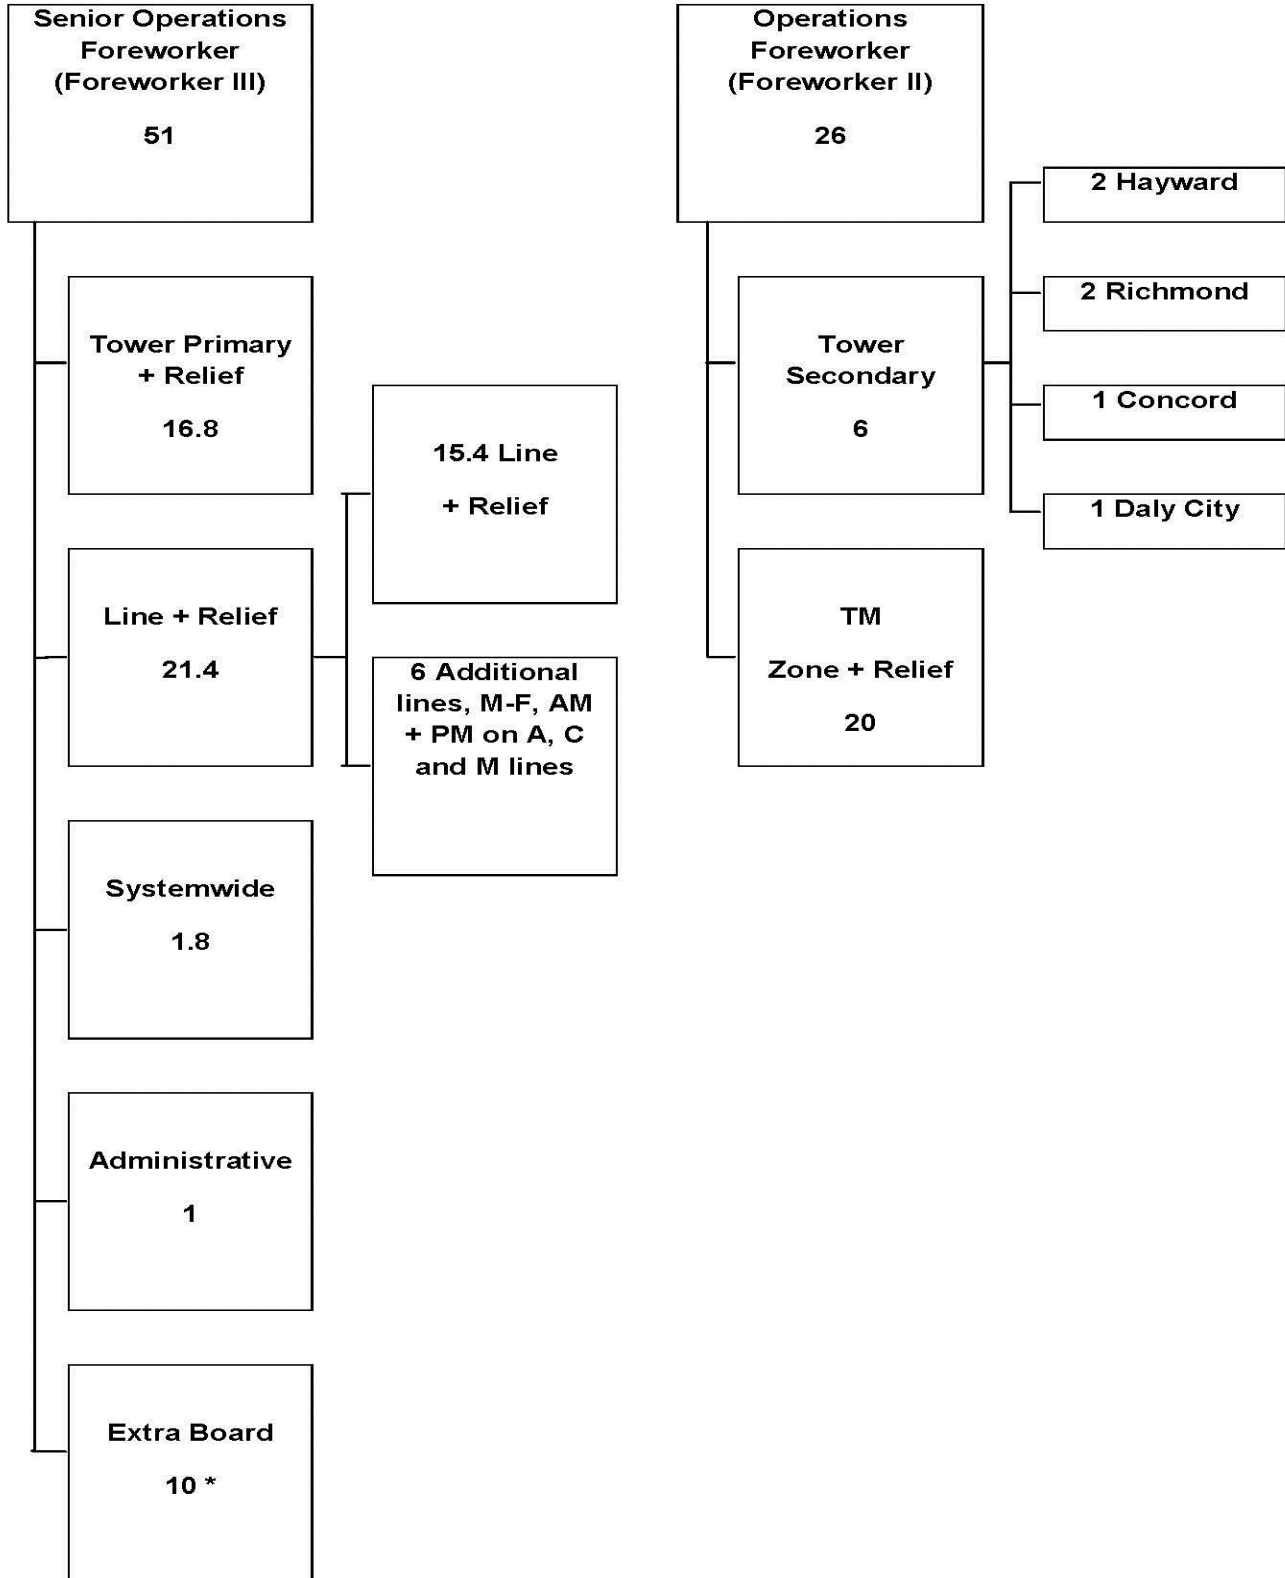 Senior Operations
Foreworker
(Foreworker III)
51
Tower Primary
+ Relief
16.8
Line + Relief
21.4
15.4 Line
+ Relief
6 Additional
lines, M-F, AM
+ PM on A, C
and M lines
Systemwide
1.8
Administrative
1
Extra Board
10 *
Operations
Foreworker
(Foreworker II)
26
Tower
Secondary
6
2 Hayward
2 Richmond
1 Concord
1 Daly City
TM
Zone + Relief
20